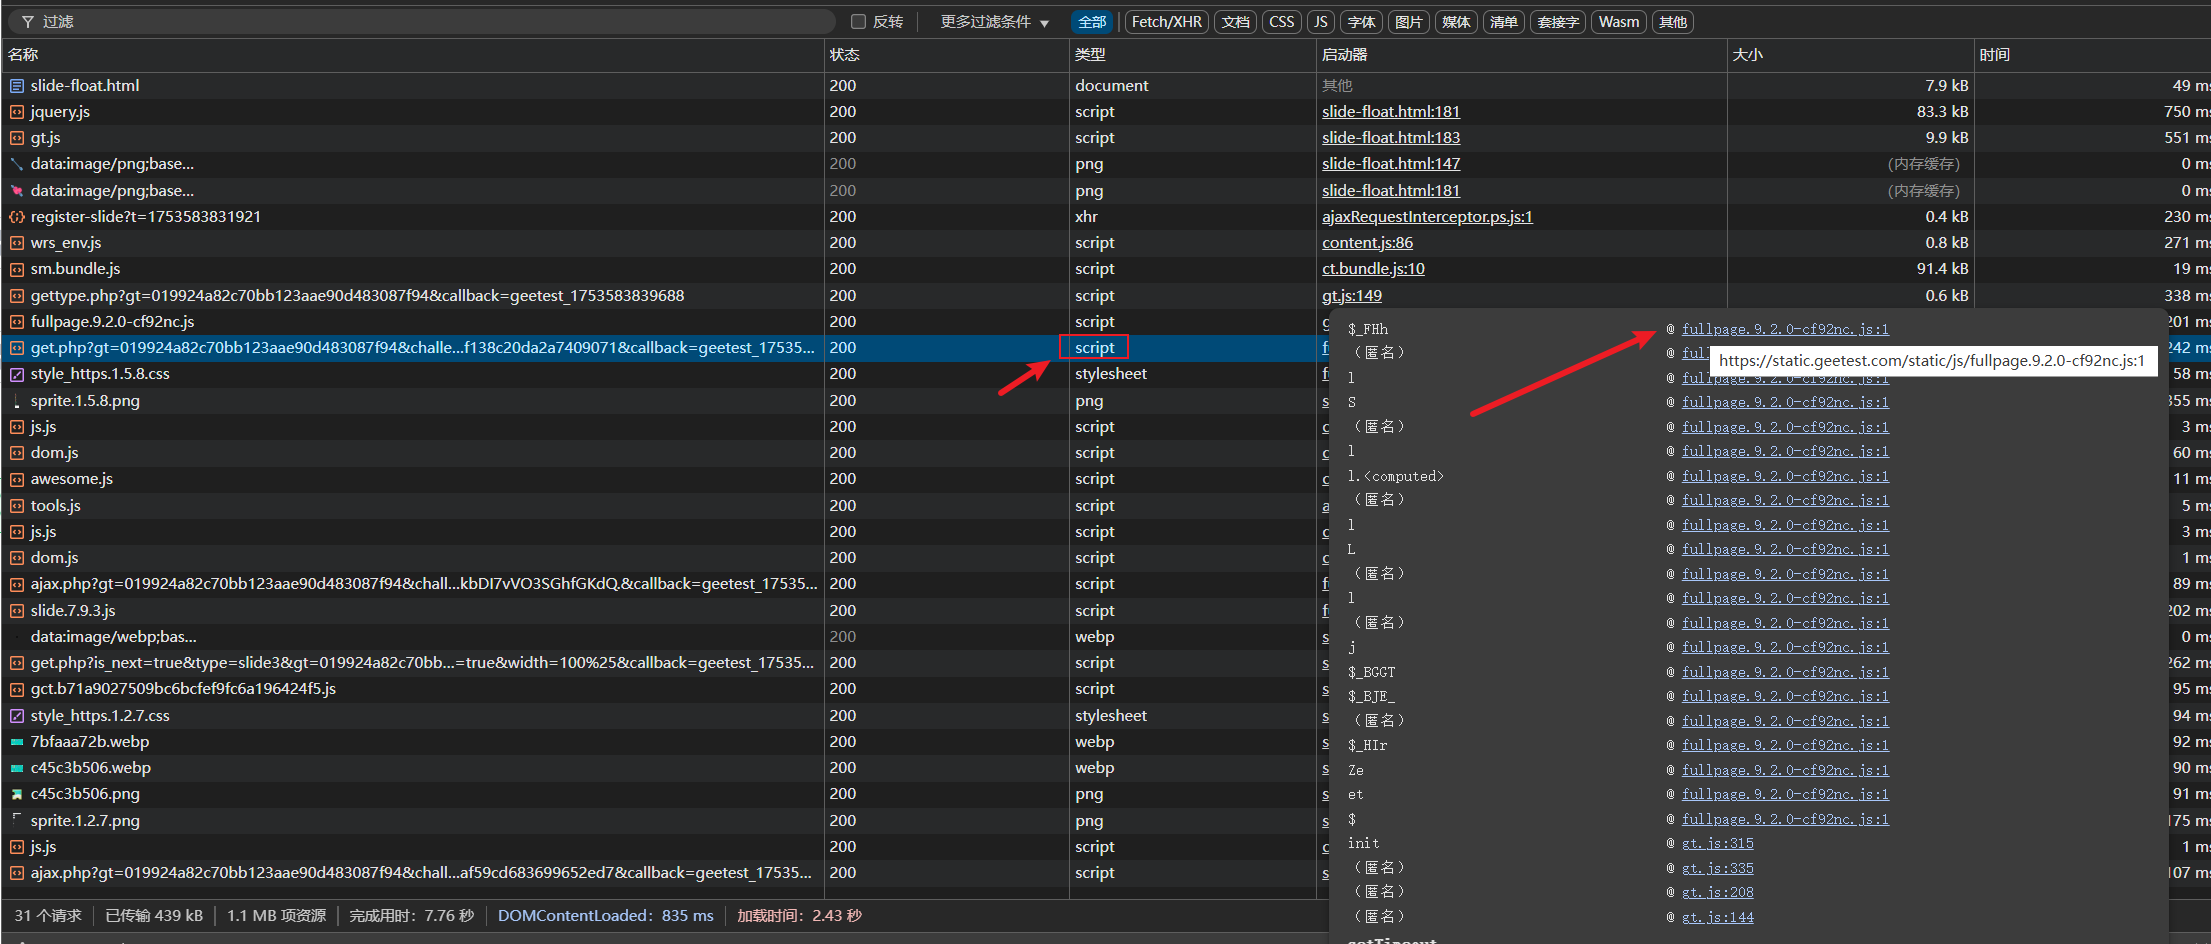 过滤 反转 更多过滤条件 全部 Fetch/XHR 文档 CSS JS 字体 图片 媒体 清单 套接字 Wasm 其他
名称 状态 类型 启动器 大小 时间
slide-float.html 200 document 其他 7.9 kB 49 ms
jquery.js 200 script slide-float.html:181 83.3 kB 750 ms
gt.js 200 script slide-float.html:183 9.9 kB 551 ms
data:image/png;base... 200 png slide-float.html:147 (内存缓存) 0 ms
data:image/png;base... 200 png slide-float.html:181 (内存缓存) 0 ms
register-slide?t=1753583831921 200 xhr ajaxRequestInterceptor.ps.js:1 0.4 kB 230 ms
wrs_env.js 200 script content.js:86 0.8 kB 271 ms
sm.bundle.js 200 script ct.bundle.js:10 91.4 kB 19 ms
gettype.php?gt=019924a82c70bb123aae90d483087f94&callback=geetest_1753583839688 200 script gt.js:149 0.6 kB 338 ms
fullpage.9.2.0-cf92nc.js 200 script 201 ms
$_FHh @ fullpage.9.2.0-cf92nc.js:1
get.php?gt=019924a82c70bb123aae90d483087f94&challe...f138c20da2a7409071&callback=geetest_17535... 200 script 242 ms
(匿名) @ full
https://static.geetest.com/static/js/fullpage.9.2.0-cf92nc.js:1
style_https.1.5.8.css 200 stylesheet 58 ms
l @ fullpage.9.2.0-cf92nc.js:1
sprite.1.5.8.png 200 png 355 ms
S @ fullpage.9.2.0-cf92nc.js:1
js.js 200 script 3 ms
(匿名) @ fullpage.9.2.0-cf92nc.js:1
dom.js 200 script 60 ms
l @ fullpage.9.2.0-cf92nc.js:1
awesome.js 200 script 11 ms
l.<computed> @ fullpage.9.2.0-cf92nc.js:1
tools.js 200 script 5 ms
(匿名) @ fullpage.9.2.0-cf92nc.js:1
js.js 200 script 3 ms
l @ fullpage.9.2.0-cf92nc.js:1
dom.js 200 script 1 ms
L @ fullpage.9.2.0-cf92nc.js:1
ajax.php?gt=019924a82c70bb123aae90d483087f94&chall...kbDI7vVO3SGhfGKdQ.&callback=geetest_17535... 200 script 89 ms
(匿名) @ fullpage.9.2.0-cf92nc.js:1
slide.7.9.3.js 200 script 202 ms
l @ fullpage.9.2.0-cf92nc.js:1
data:image/webp;bas... 200 webp 0 ms
(匿名) @ fullpage.9.2.0-cf92nc.js:1
j @ fullpage.9.2.0-cf92nc.js:1
get.php?is_next=true&type=slide3&gt=019924a82c70bb...=true&width=100%25&callback=geetest_17535... 200 script 262 ms
$_BGGT @ fullpage.9.2.0-cf92nc.js:1
gct.b71a9027509bc6bcfef9fc6a196424f5.js 200 script 95 ms
$_BJE_ @ fullpage.9.2.0-cf92nc.js:1
style_https.1.2.7.css 200 stylesheet 94 ms
(匿名) @ fullpage.9.2.0-cf92nc.js:1
7bfaaa72b.webp 200 webp 92 ms
$_HIr @ fullpage.9.2.0-cf92nc.js:1
c45c3b506.webp 200 webp 90 ms
Ze @ fullpage.9.2.0-cf92nc.js:1
c45c3b506.png 200 png 91 ms
et @ fullpage.9.2.0-cf92nc.js:1
sprite.1.2.7.png 200 png 175 ms
$ @ fullpage.9.2.0-cf92nc.js:1
js.js 200 script 1 ms
init @ gt.js:315
ajax.php?gt=019924a82c70bb123aae90d483087f94&chall...af59cd683699652ed7&callback=geetest_17535... 200 script 107 ms
(匿名) @ gt.js:335
(匿名) @ gt.js:208
(匿名) @ gt.js:144
31 个请求 已传输 439 kB 1.1 MB 项资源 完成用时：7.76 秒 DOMContentLoaded：835 ms 加载时间：2.43 秒